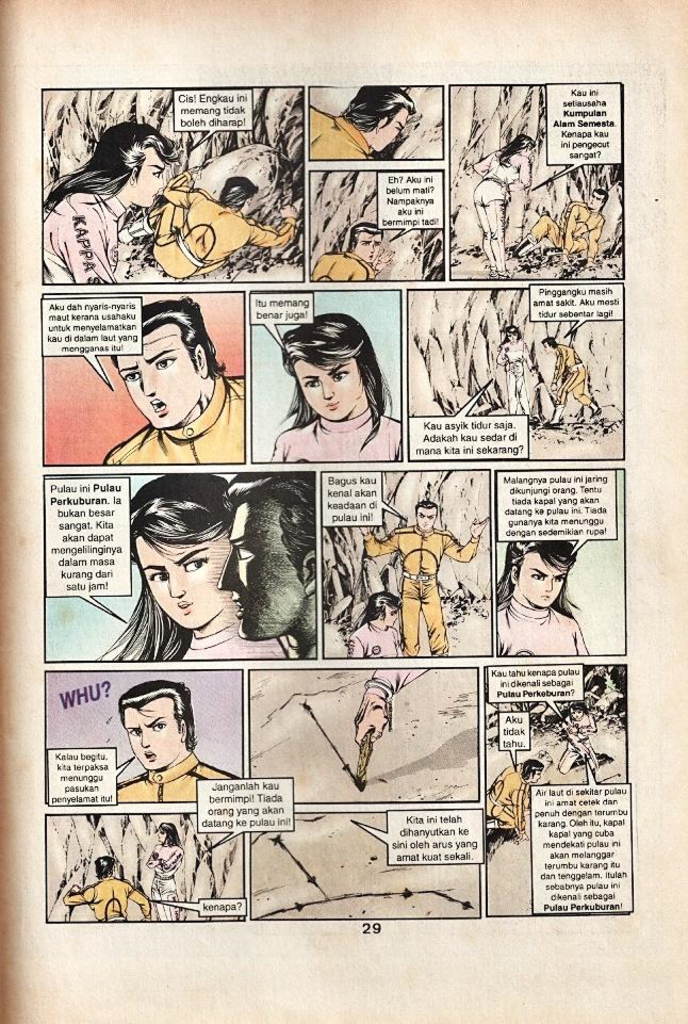 Cis! Engkau ini
memang tidak
boleh diharap!
KAPPA S
Eh? Aku ini
belum mati?
Nampaknya
aku ini
bermimpi tadi!
Kau ini
setiausaha
Kumpulan
Alam Semesta.
Kenapa kau
ini pengecut
sangat?
Aku dah nyaris-nyaris
maut kerana usahaku
untuk menyelamatkan
kau di dalam laut yang
mengganas itu!
Itu memang
benar juga!
Pinggangku masih
amat sakit. Aku mesti
tidur sebentar lagi!
Kau asyik tidur saja.
Adakah kau sedar di
mana kita ini sekarang?
Pulau ini Pulau
Perkuburan. Ia
bukan besar
sangat. Kita
akan dapat
mengelilinginya
dalam masa
kurang dari
satu jam!
Bagus kau
kenal akan
keadaan di
pulau ini!
Malangnya pulau ini jaring
dikunjungi orang. Tentu
tiada kapal yang akan
datang ke pulau ini. Tiada
gunanya kita menunggu
dengan sedemikian rupa!
WHU?
Kalau begitu,
kita terpaksa
menunggu
pasukan
penyelamat itu!
Janganlah kau
bermimpi! Tiada
orang yang akan
datang ke pulau ini!
kenapa?
Kita ini telah
dihanyutkan ke
sini oleh arus yang
amat kuat sekali.
Kau tahu kenapa pulau
ini dikenali sebagai
Pulau Perkeburan?
Aku
tidak
tahu.
Air laut di sekitar pulau
ini amat cetek dan
penuh dengan terumbu
karang. Oleh itu, kapal
kapal yang cuba
mendekati pulau ini
akan melanggar
terumbu karang itu
dan tenggelam. Itulah
sebabnya pulau ini
dikenali sebagai
Pulau Perkuburan!
29